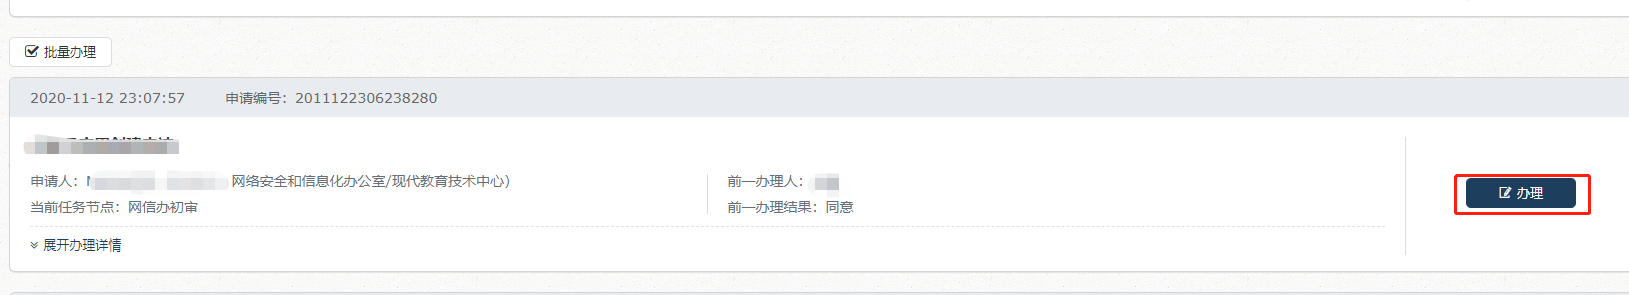 批量办理
2020-11-12 23:07:57 申请编号：2011122306238280
申请人： 网络安全和信息化办公室/现代教育技术中心）
前一办理人：
当前任务节点：网信办初审
前一办理结果：同意
办理
展开办理详情